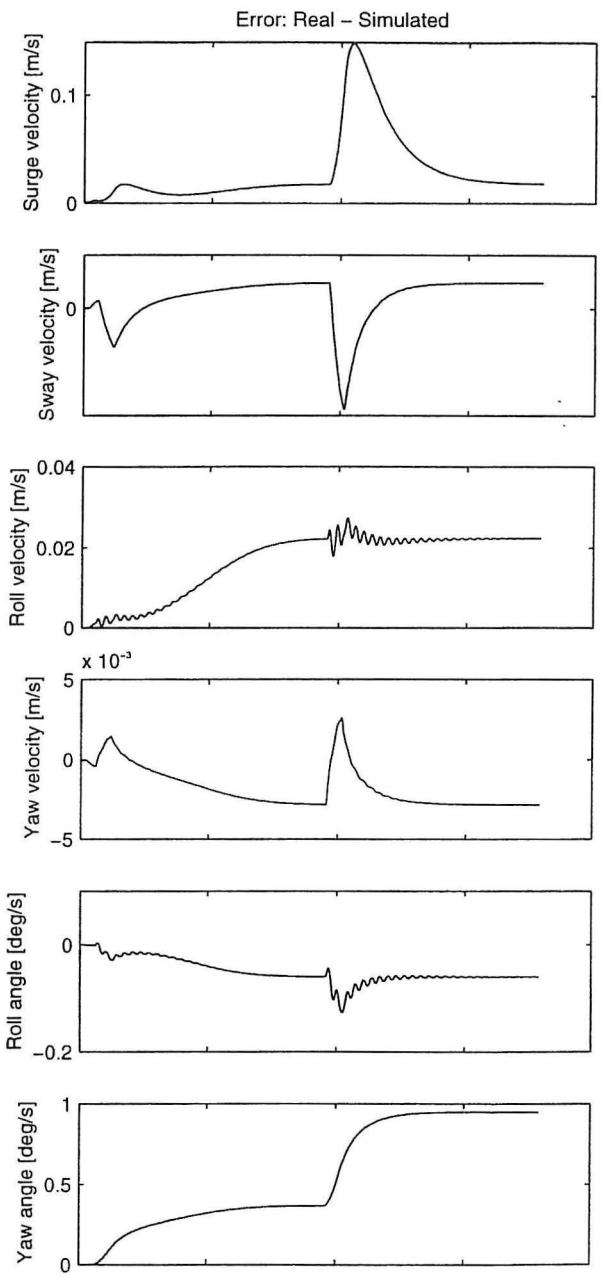 Error: Real – Simulated
Surge velocity [m/s]
0.1
0
Sway velocity [m/s]
0
Roll velocity [m/s]
0.04
0.02
0
x 10⁻³
Yaw velocity [m/s]
5
0
−5
Roll angle [deg/s]
0
−0.2
Yaw angle [deg/s]
1
0.5
0